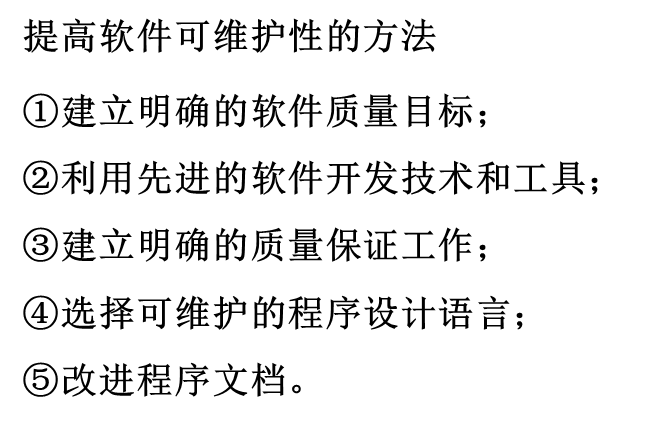 提高软件可维护性的方法
①建立明确的软件质量目标；
②利用先进的软件开发技术和工具；
③建立明确的质量保证工作；
④选择可维护的程序设计语言；
⑤改进程序文档。